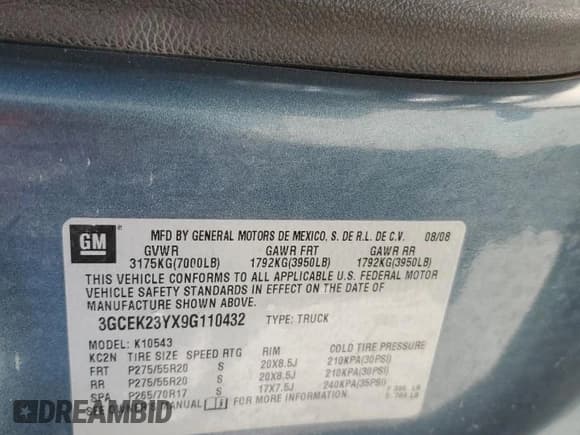 GM
MFD BY GENERAL MOTORS DE MEXICO, S. DE R.L. DE C.V. 08/08
GVWR GAWR FRT GAWR RR
3175KG(7000LB) 1792KG(3950LB) 1792KG(3950LB)
THIS VEHICLE CONFORMS TO ALL APPLICABLE U.S. FEDERAL MOTOR
VEHICLE SAFETY STANDARDS IN EFFECT ON THE DATE OF
MANUFACTURE SHOWN ABOVE.
3GCEK23YX9G110432 TYPE: TRUCK
MODEL: K10543
KC2N TIRE SIZE SPEED RTG RIM COLD TIRE PRESSURE
FRT P275/55R20 S 20X8.5J 210KPA(30PSI)
RR P275/55R20 S 20X8.5J 210KPA(30PSI)
SPA P265/70R17 S 17X7.5J 240KPA(35PSI)
SEE OWNER'S MANUAL FOR MORE INFORMATION.
DREAMBID